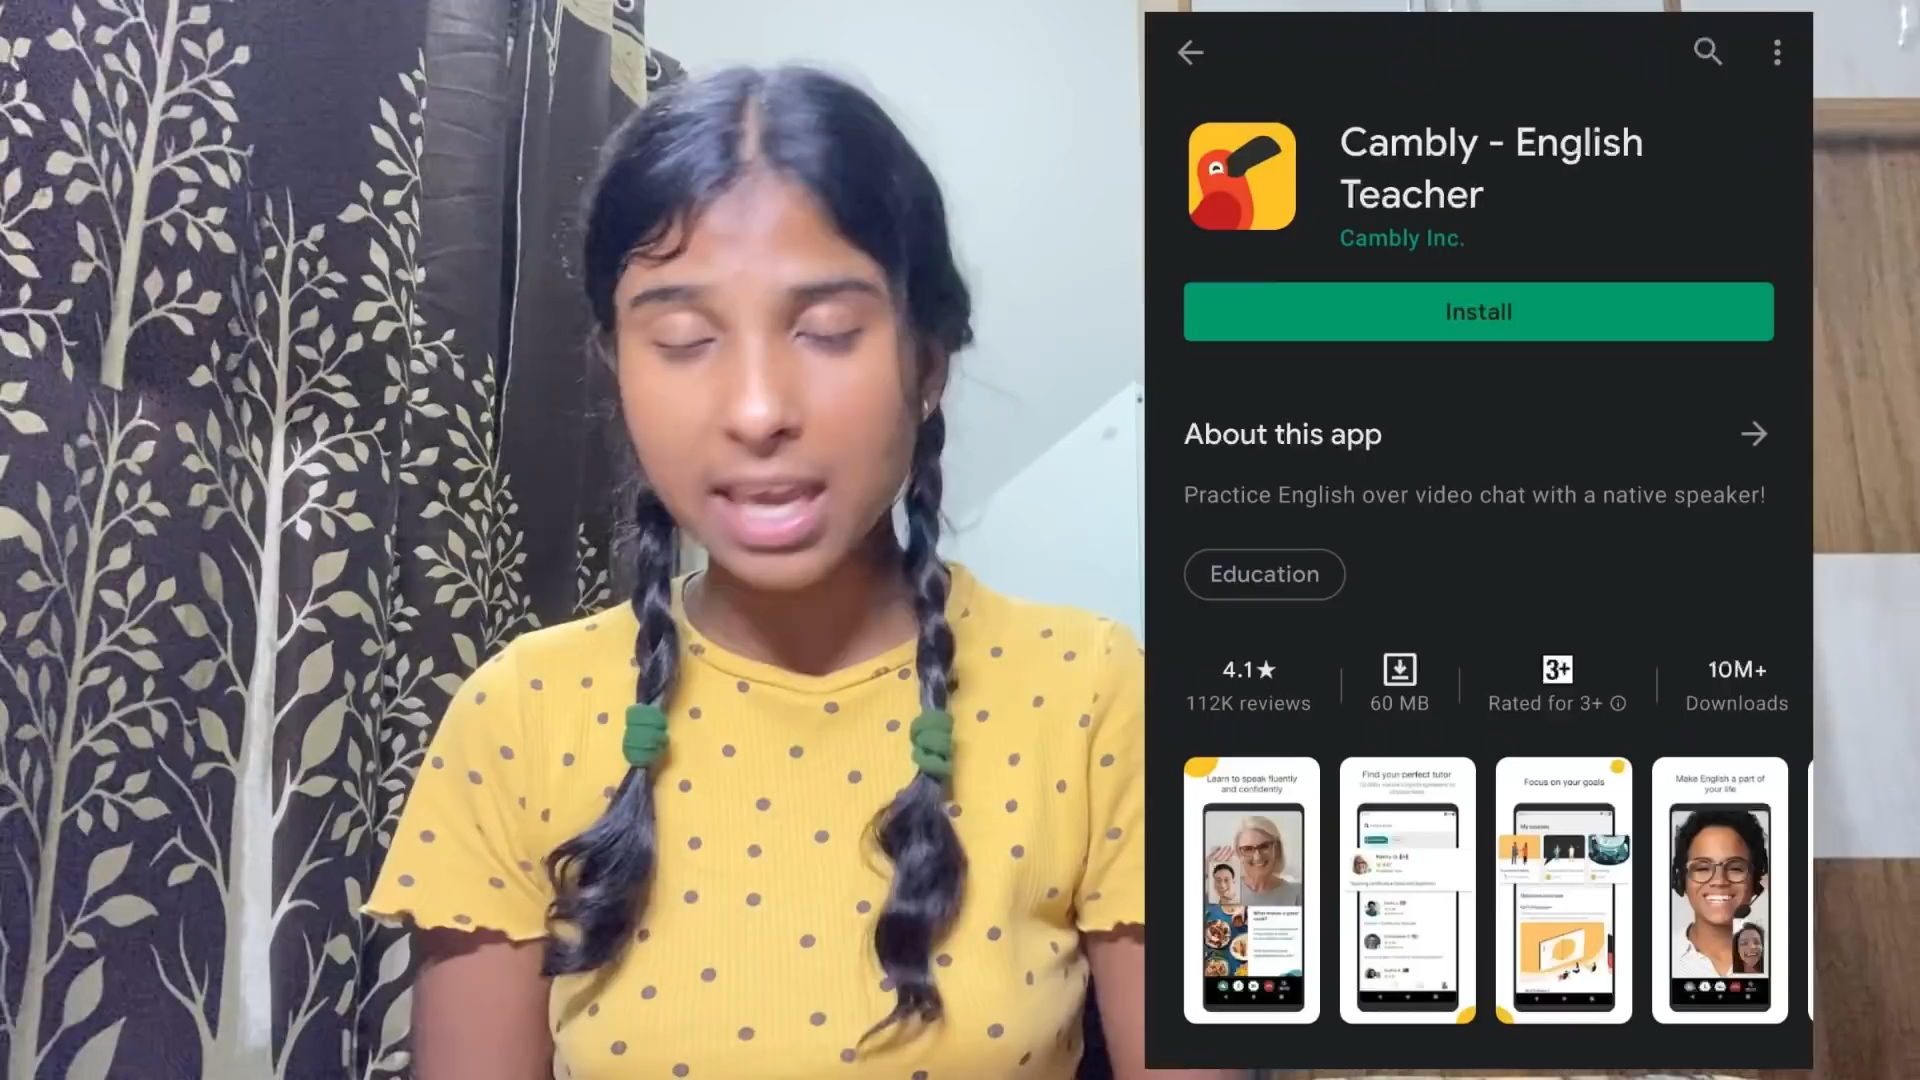 Cambly - English
Teacher
Cambly Inc.
Install
About this app
Practice English over video chat with a native speaker!
Education
4.1★
112K reviews
60 MB
3+
Rated for 3+
10M+
Downloads
Learn to speak fluently
and confidently
Find your perfect tutor
Focus on your goals
My courses
Make English a part of
your life